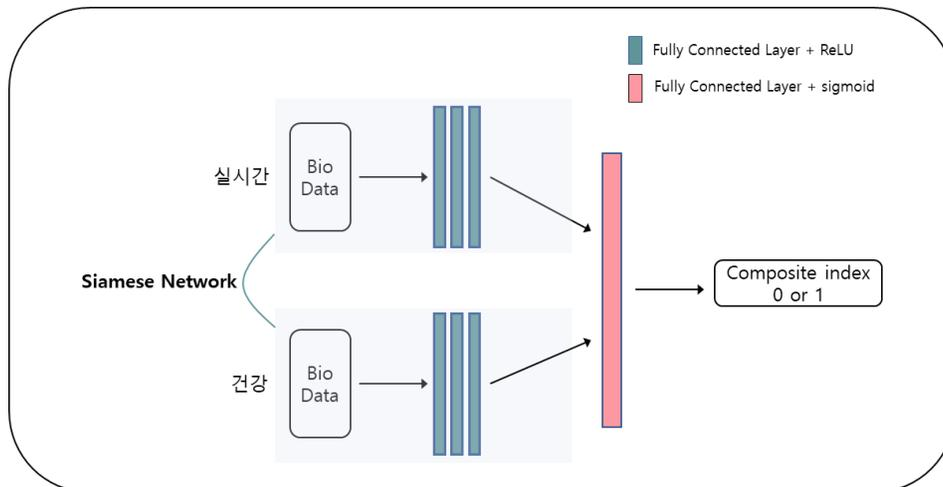 Fully Connected Layer + ReLU
Fully Connected Layer + sigmoid
실시간
Bio
Data
Siamese Network
Composite index
0 or 1
건강
Bio
Data